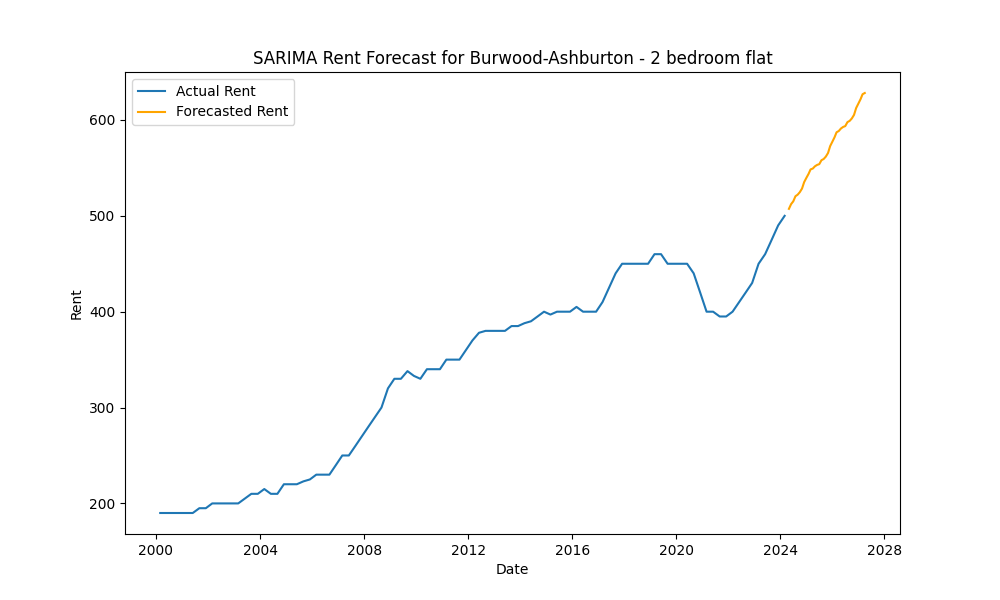 SARIMA Rent Forecast for Burwood-Ashburton - 2 bedroom flat
Actual Rent
Forecasted Rent
600
500
400
300
200
Rent
2000 2004 2008 2012 2016 2020 2024 2028
Date